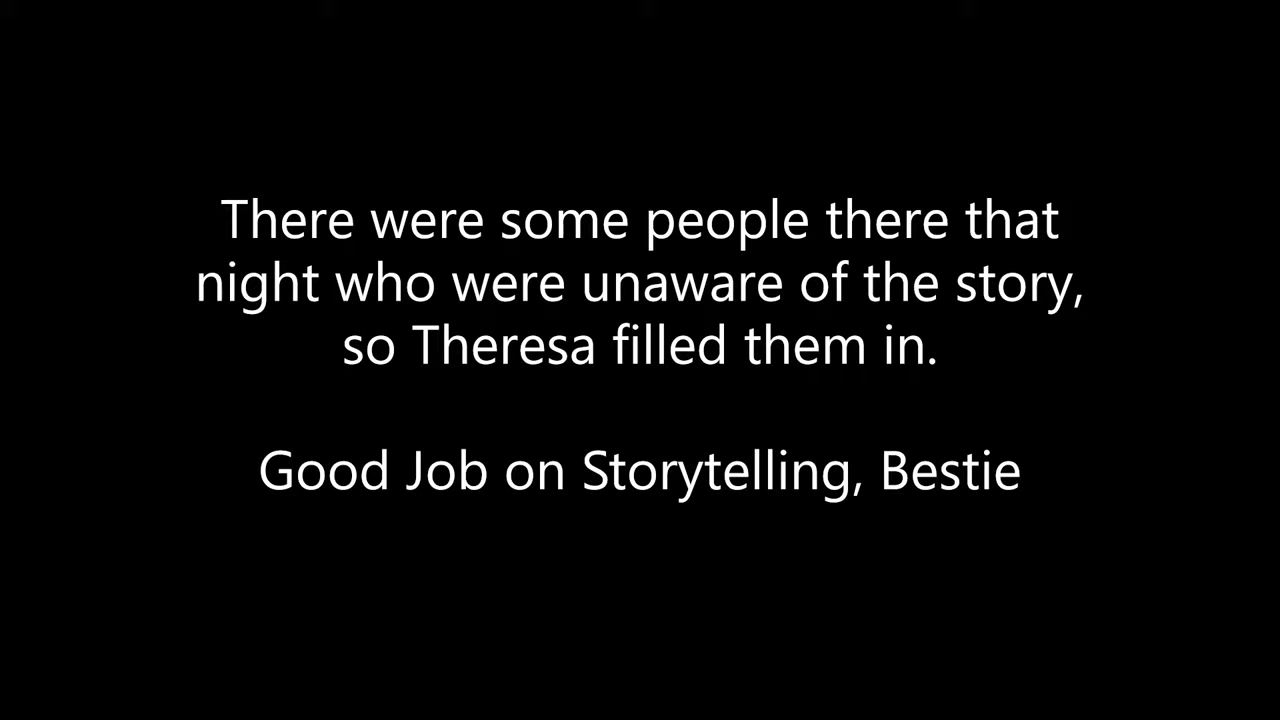 There were some people there that
night who were unaware of the story,
so Theresa filled them in.
Good Job on Storytelling, Bestie